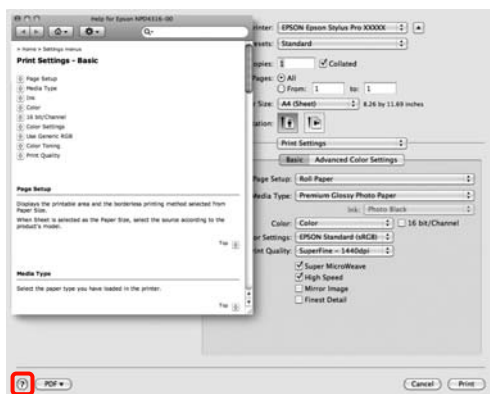 Help for Epson NPD4316-00
Q-
> Home > Settings menus
Print Settings - Basic
Page Setup
Media Type
Ink
Color
16 bit/Channel
Color Settings
Use Generic RGB
Color Toning
Print Quality
Page Setup
Displays the printable area and the borderless printing method selected from
Paper Size.
When Sheet is selected as the Paper Size, select the source according to the
product's model.
Top
Media Type
Select the paper type you have loaded in the printer.
Top
inter: EPSON Epson Stylus Pro XXXXX
esets: Standard
opies: 1 Collated
Pages: All
From: 1 to: 1
r Size: A4 (Sheet) 8.26 by 11.69 inches
tation:
Print Settings
Basic Advanced Color Settings
Page Setup: Roll Paper
Media Type: Premium Glossy Photo Paper
Ink: Photo Black
Color: Color 16 bit/Channel
or Settings: EPSON Standard (sRGB)
int Quality: SuperFine - 1440dpi
Super MicroWeave
High Speed
Mirror Image
Finest Detail
? PDF Cancel Print